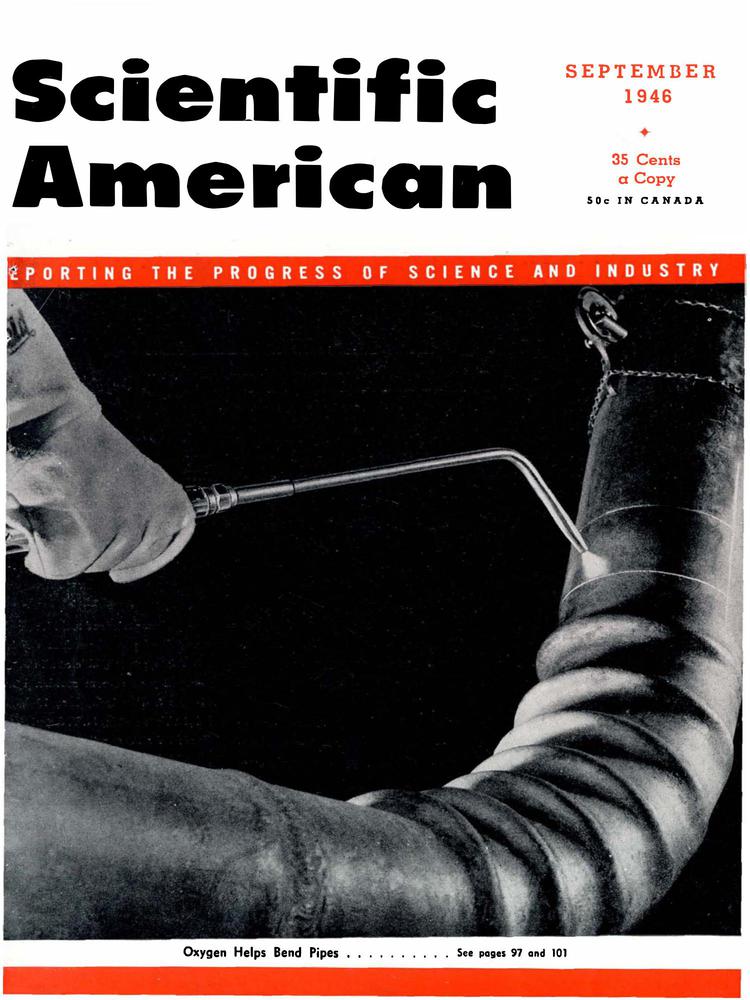 Scientific
American
SEPTEMBER
1946
35 Cents
a Copy
50c IN CANADA
EPORTING THE PROGRESS OF SCIENCE AND INDUSTRY
Oxygen Helps Bend Pipes . . . . . . . . . . See pages 97 and 101